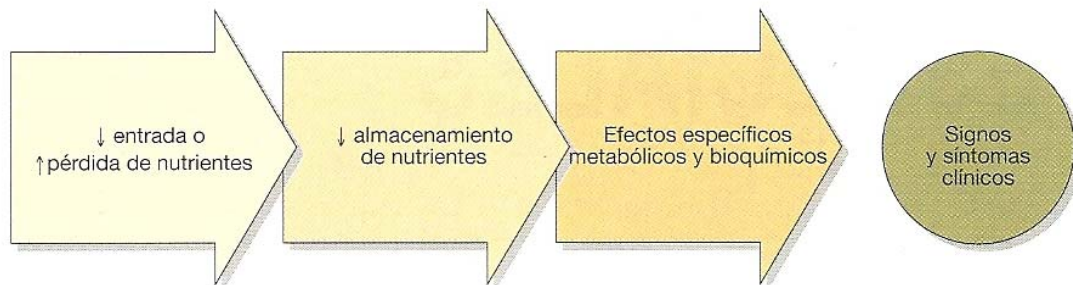 ↓ entrada o
↑ pérdida de nutrientes
↓ almacenamiento
de nutrientes
Efectos específicos
metabólicos y bioquímicos
Signos
y síntomas
clínicos